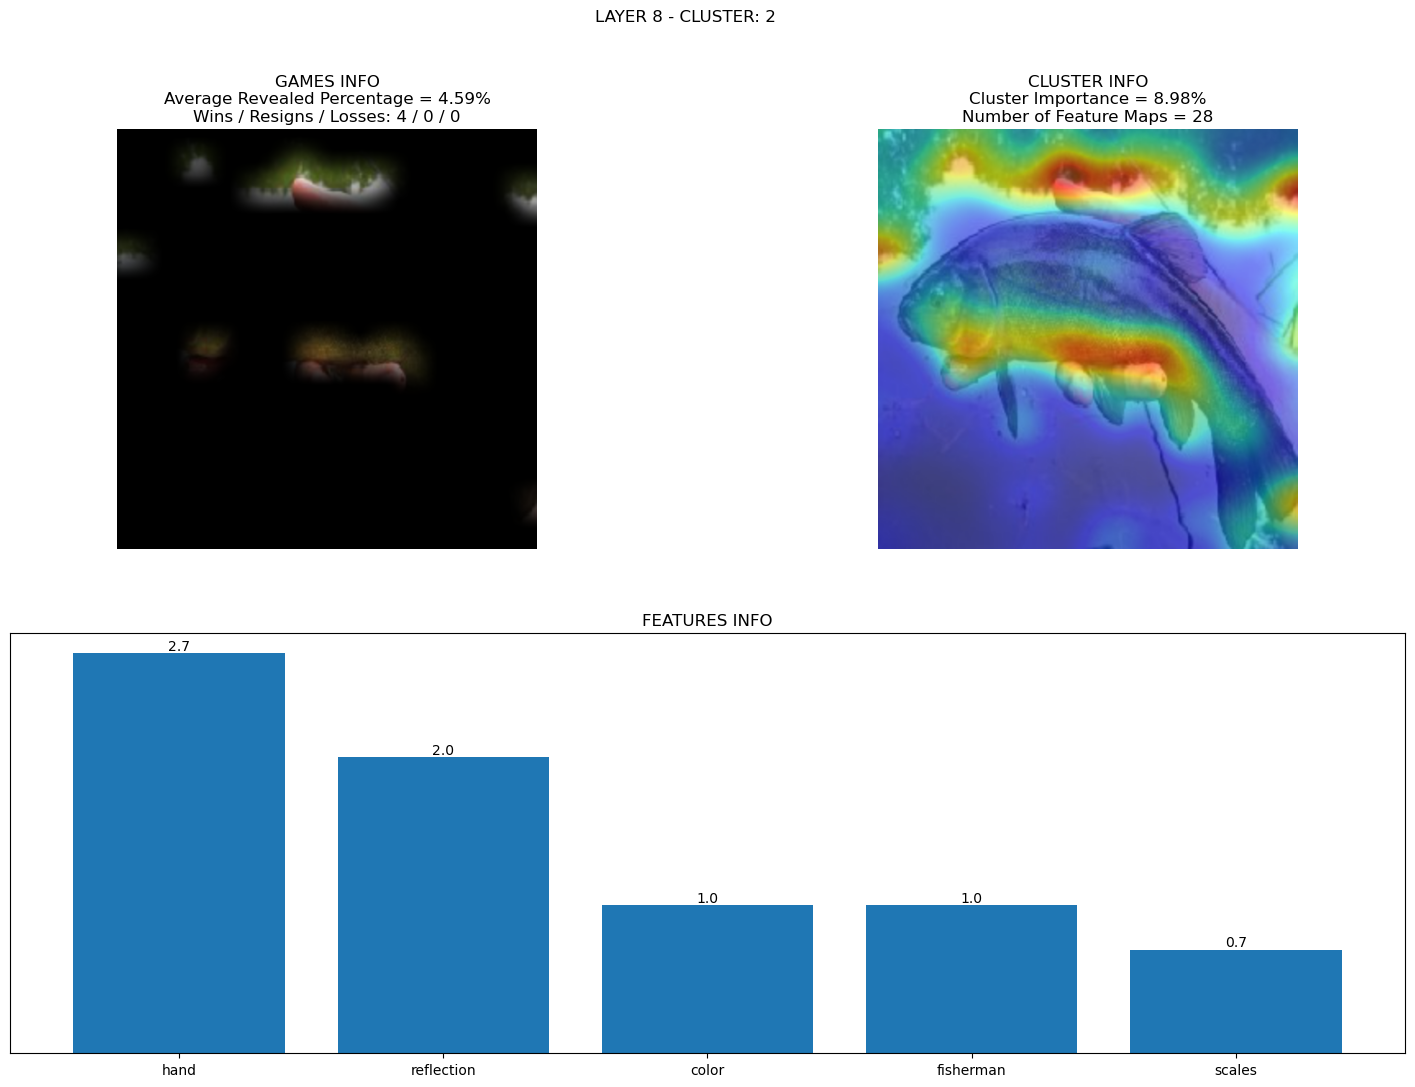 LAYER 8 - CLUSTER: 2
GAMES INFO
Average Revealed Percentage = 4.59%
Wins / Resigns / Losses: 4 / 0 / 0
CLUSTER INFO
Cluster Importance = 8.98%
Number of Feature Maps = 28
FEATURES INFO
2.7
2.0
1.0
1.0
0.7
hand
reflection
color
fisherman
scales